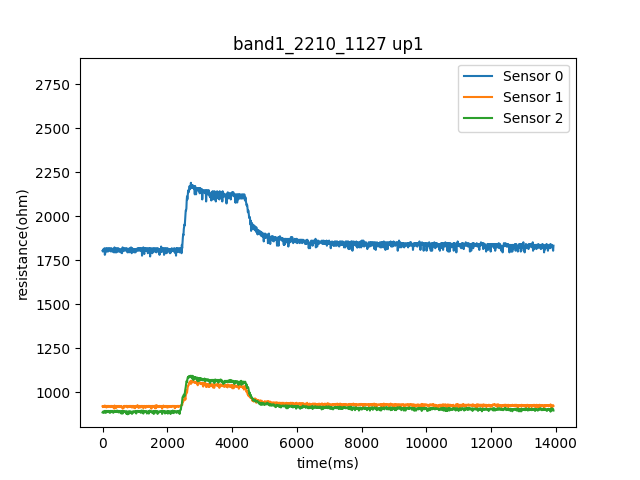 band1_2210_1127 up1
Sensor 0
Sensor 1
Sensor 2
resistance(ohm)
2750
2500
2250
2000
1750
1500
1250
1000
0 2000 4000 6000 8000 10000 12000 14000
time(ms)